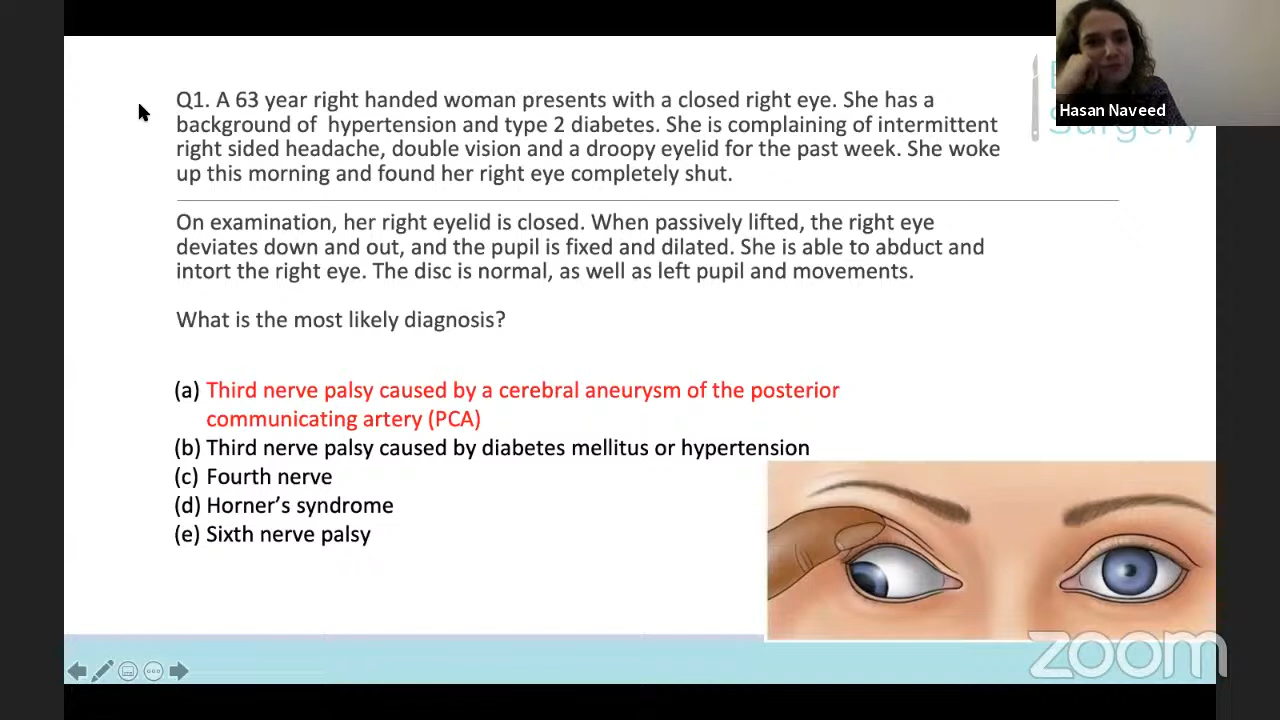 Hasan Naveed
Surgery
Q1. A 63 year right handed woman presents with a closed right eye. She has a
background of hypertension and type 2 diabetes. She is complaining of intermittent
right sided headache, double vision and a droopy eyelid for the past week. She woke
up this morning and found her right eye completely shut.
On examination, her right eyelid is closed. When passively lifted, the right eye
deviates down and out, and the pupil is fixed and dilated. She is able to abduct and
intort the right eye. The disc is normal, as well as left pupil and movements.
What is the most likely diagnosis?
(a) Third nerve palsy caused by a cerebral aneurysm of the posterior
communicating artery (PCA)
(b) Third nerve palsy caused by diabetes mellitus or hypertension
(c) Fourth nerve
(d) Horner’s syndrome
(e) Sixth nerve palsy
zoom